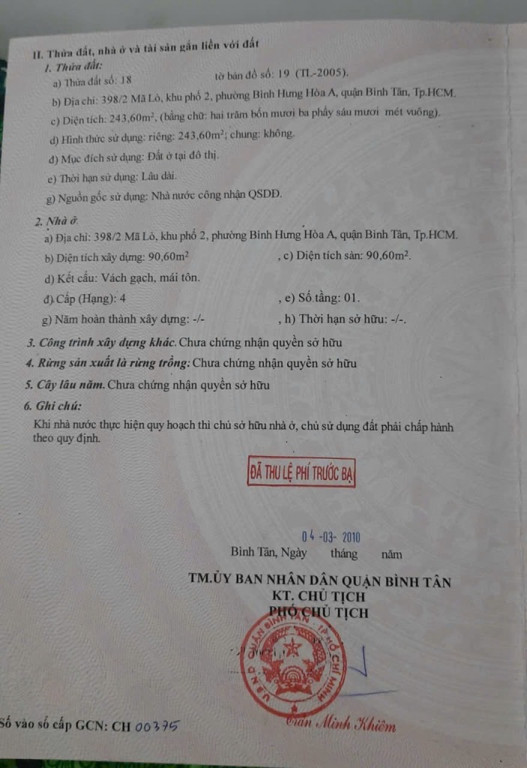 II. Thửa đất, nhà ở và tài sản gắn liền với đất
1. Thửa đất:
a) Thửa đất số: 18 tờ bản đồ số: 19 (TL-2005).
b) Địa chỉ: 398/2 Mã Lò, khu phố 2, phường Bình Hưng Hòa A, quận Bình Tân, Tp.HCM.
c) Diện tích: 243,60m², (bằng chữ: hai trăm bốn mươi ba phẩy sáu mươi mét vuông).
d) Hình thức sử dụng: riêng: 243,60m²; chung: không.
đ) Mục đích sử dụng: Đất ở tại đô thị.
e) Thời hạn sử dụng: Lâu dài.
g) Nguồn gốc sử dụng: Nhà nước công nhận QSDĐ.
2. Nhà ở:
a) Địa chỉ: 398/2 Mã Lò, khu phố 2, phường Bình Hưng Hòa A, quận Bình Tân, Tp.HCM.
b) Diện tích xây dựng: 90,60m² , c) Diện tích sàn: 90,60m².
d) Kết cấu: Vách gạch, mái tôn.
đ) Cấp (Hạng): 4 , e) Số tầng: 01.
g) Năm hoàn thành xây dựng: -/- , h) Thời hạn sở hữu: -/-.
3. Công trình xây dựng khác: Chưa chứng nhận quyền sở hữu
4. Rừng sản xuất là rừng trồng: Chưa chứng nhận quyền sở hữu
5. Cây lâu năm: Chưa chứng nhận quyền sở hữu
6. Ghi chú:
Khi nhà nước thực hiện quy hoạch thì chủ sở hữu nhà ở, chủ sử dụng đất phải chấp hành
theo quy định.
ĐÃ THU LỆ PHÍ TRƯỚC BẠ
04 -03- 2010
Bình Tân, Ngày tháng năm
TM.ỦY BAN NHÂN DÂN QUẬN BÌNH TÂN
KT. CHỦ TỊCH
PHÓ CHỦ TỊCH
U.B.N.D QUẬN BÌNH TÂN - TP HỒ CHÍ MINH
Trần Minh Khiêm
Số vào sổ cấp GCN: CH 00375